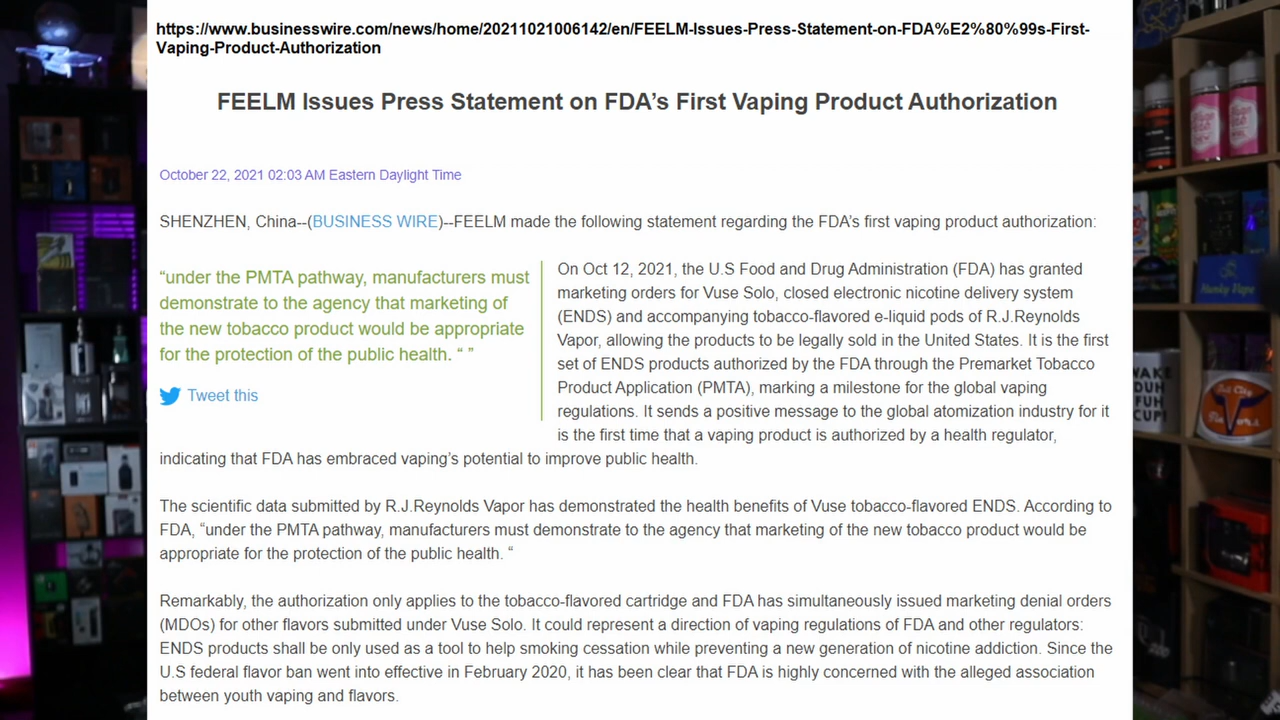 https://www.businesswire.com/news/home/20211021006142/en/FEELM-Issues-Press-Statement-on-FDA%E2%80%99s-First-
Vaping-Product-Authorization
FEELM Issues Press Statement on FDA’s First Vaping Product Authorization
October 22, 2021 02:03 AM Eastern Daylight Time
SHENZHEN, China--(BUSINESS WIRE)--FEELM made the following statement regarding the FDA’s first vaping product authorization:
“under the PMTA pathway, manufacturers must
demonstrate to the agency that marketing of
the new tobacco product would be appropriate
for the protection of the public health. “ ”
Tweet this
On Oct 12, 2021, the U.S Food and Drug Administration (FDA) has granted
marketing orders for Vuse Solo, closed electronic nicotine delivery system
(ENDS) and accompanying tobacco-flavored e-liquid pods of R.J.Reynolds
Vapor, allowing the products to be legally sold in the United States. It is the first
set of ENDS products authorized by the FDA through the Premarket Tobacco
Product Application (PMTA), marking a milestone for the global vaping
regulations. It sends a positive message to the global atomization industry for it
is the first time that a vaping product is authorized by a health regulator,
indicating that FDA has embraced vaping’s potential to improve public health.
The scientific data submitted by R.J.Reynolds Vapor has demonstrated the health benefits of Vuse tobacco-flavored ENDS. According to
FDA, “under the PMTA pathway, manufacturers must demonstrate to the agency that marketing of the new tobacco product would be
appropriate for the protection of the public health. “
Remarkably, the authorization only applies to the tobacco-flavored cartridge and FDA has simultaneously issued marketing denial orders
(MDOs) for other flavors submitted under Vuse Solo. It could represent a direction of vaping regulations of FDA and other regulators:
ENDS products shall be only used as a tool to help smoking cessation while preventing a new generation of nicotine addiction. Since the
U.S federal flavor ban went into effective in February 2020, it has been clear that FDA is highly concerned with the alleged association
between youth vaping and flavors.
Hunky Vape
WAKE
DUH
FUH
CUP!